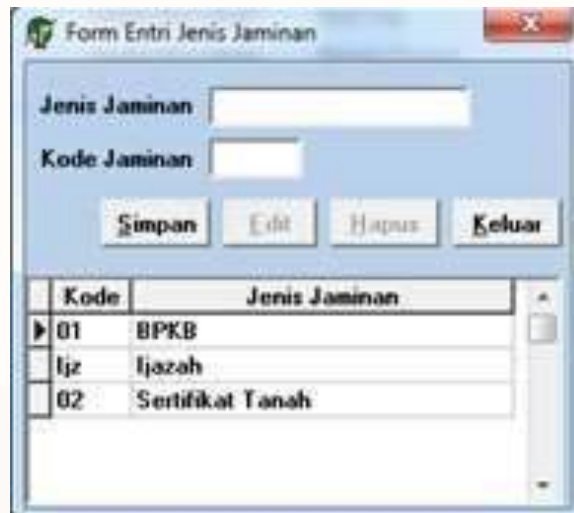 Form Entri Jenis Jaminan
Jenis Jaminan
Kode Jaminan
Simpan Edit Hapus Keluar
Kode Jenis Jaminan
01 BPKB
Ijz Ijazah
02 Sertifikat Tanah